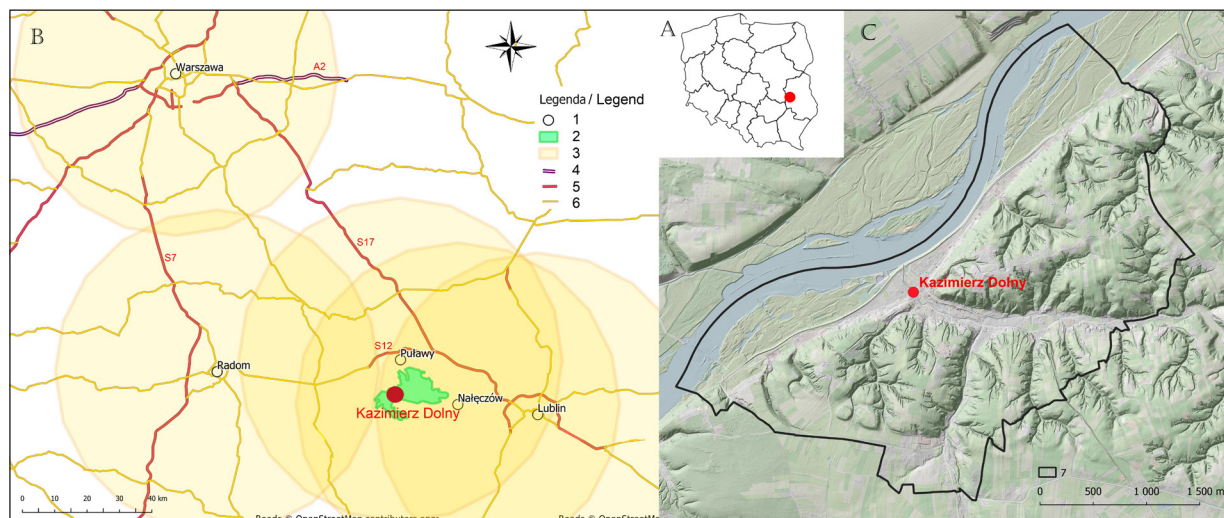 B
Warszawa
A2
Legenda / Legend
1
2
3
4
5
6
S7
S17
S12
Puławy
Radom
Nałęczów
Lublin
Kazimierz Dolny
0 10 20 30 40 km
A
C
Kazimierz Dolny
7
0 500 1 000 1 500 m